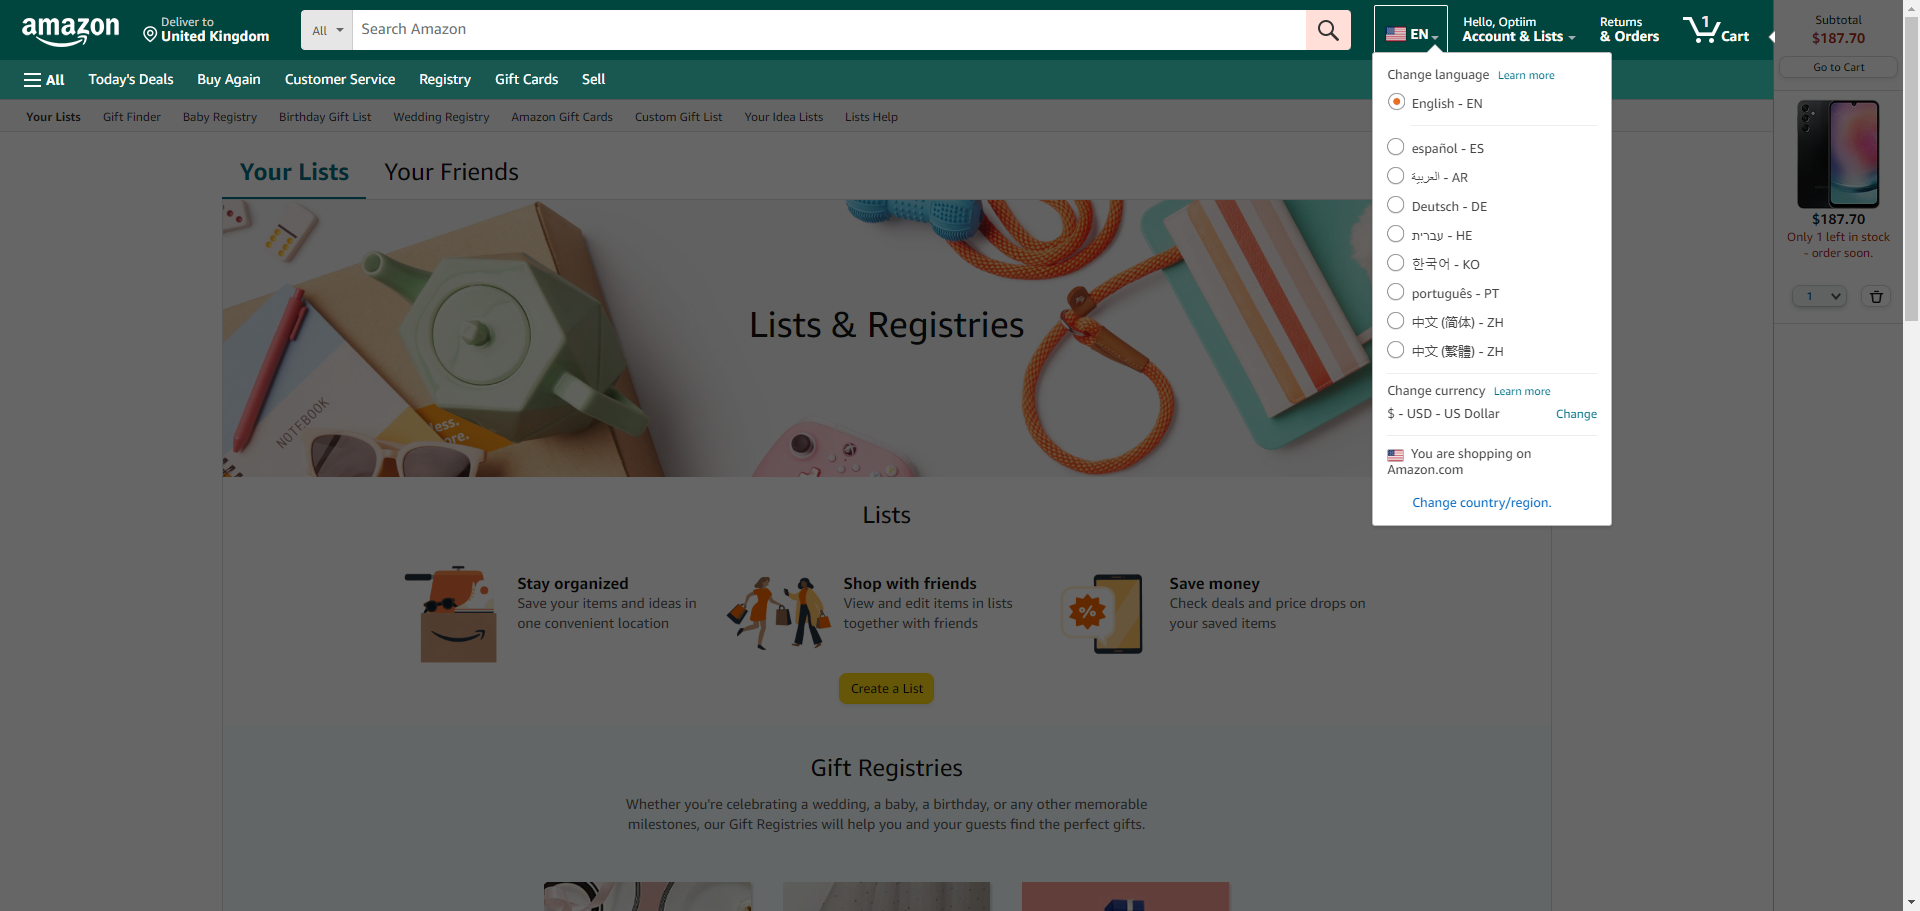 amazon
Deliver to
United Kingdom
All
Search Amazon
EN
Hello, Optiim
Account & Lists
Returns
& Orders
1
Cart
Subtotal
$187.70
Go to Cart
All
Today's Deals
Buy Again
Customer Service
Registry
Gift Cards
Sell
Your Lists
Gift Finder
Baby Registry
Birthday Gift List
Wedding Registry
Amazon Gift Cards
Custom Gift List
Your Idea Lists
Lists Help
Change language Learn more
English - EN
español - ES
العربية - AR
Deutsch - DE
עברית - HE
한국어 - KO
português - PT
中文 (简体) - ZH
中文 (繁體) - ZH
Change currency Learn more
$ - USD - US Dollar Change
You are shopping on
Amazon.com
Change country/region.
$187.70
Only 1 left in stock
- order soon.
1
Your Lists
Your Friends
Lists & Registries
NOTEBOOK
less.
Lists
Stay organized
Save your items and ideas in
one convenient location
Shop with friends
View and edit items in lists
together with friends
Save money
Check deals and price drops on
your saved items
%
Create a List
Gift Registries
Whether you're celebrating a wedding, a baby, a birthday, or any other memorable
milestones, our Gift Registries will help you and your guests find the perfect gifts.